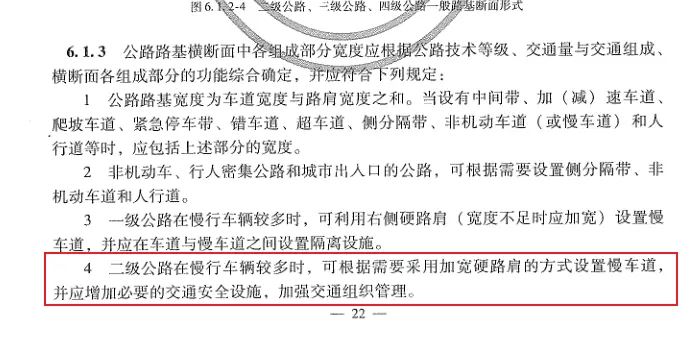 图6.1.2-4 二级公路、三级公路、四级公路一般路基断面形式
6.1.3 公路路基横断面中各组成部分宽度应根据公路技术等级、交通量与交通组成、
横断面各组成部分的功能综合确定，并应符合下列规定：
1 公路路基宽度为车道宽度与路肩宽度之和。当设有中间带、加（减）速车道、
爬坡车道、紧急停车带、错车道、超车道、侧分隔带、非机动车道（或慢车道）和人
行道等时，应包括上述部分的宽度。
2 非机动车、行人密集公路和城市出入口的公路，可根据需要设置侧分隔带、非
机动车道和人行道。
3 一级公路在慢行车辆较多时，可利用右侧硬路肩（宽度不足时应加宽）设置慢
车道，并应在车道与慢车道之间设置隔离设施。
4 二级公路在慢行车辆较多时，可根据需要采用加宽硬路肩的方式设置慢车道，
并应增加必要的交通安全设施，加强交通组织管理。
— 22 —